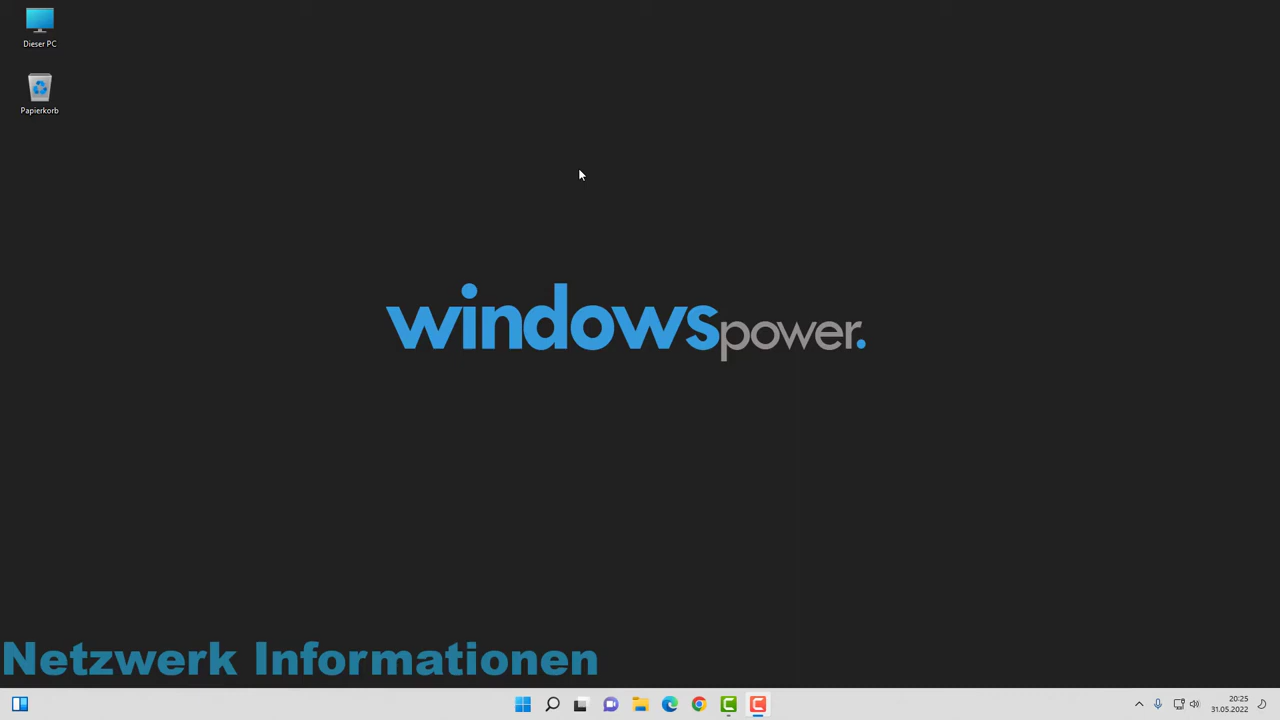 Dieser PC
Papierkorb
windowspower.
Netzwerk Informationen
20:25
31.05.2022